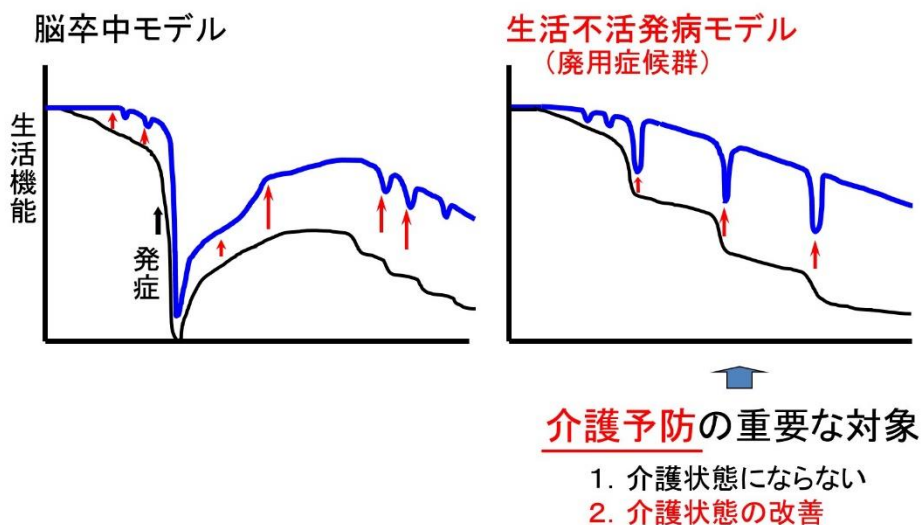 脳卒中モデル
生活機能
発症
生活不活発病モデル
（廃用症候群）
介護予防の重要な対象
1. 介護状態にならない
2. 介護状態の改善